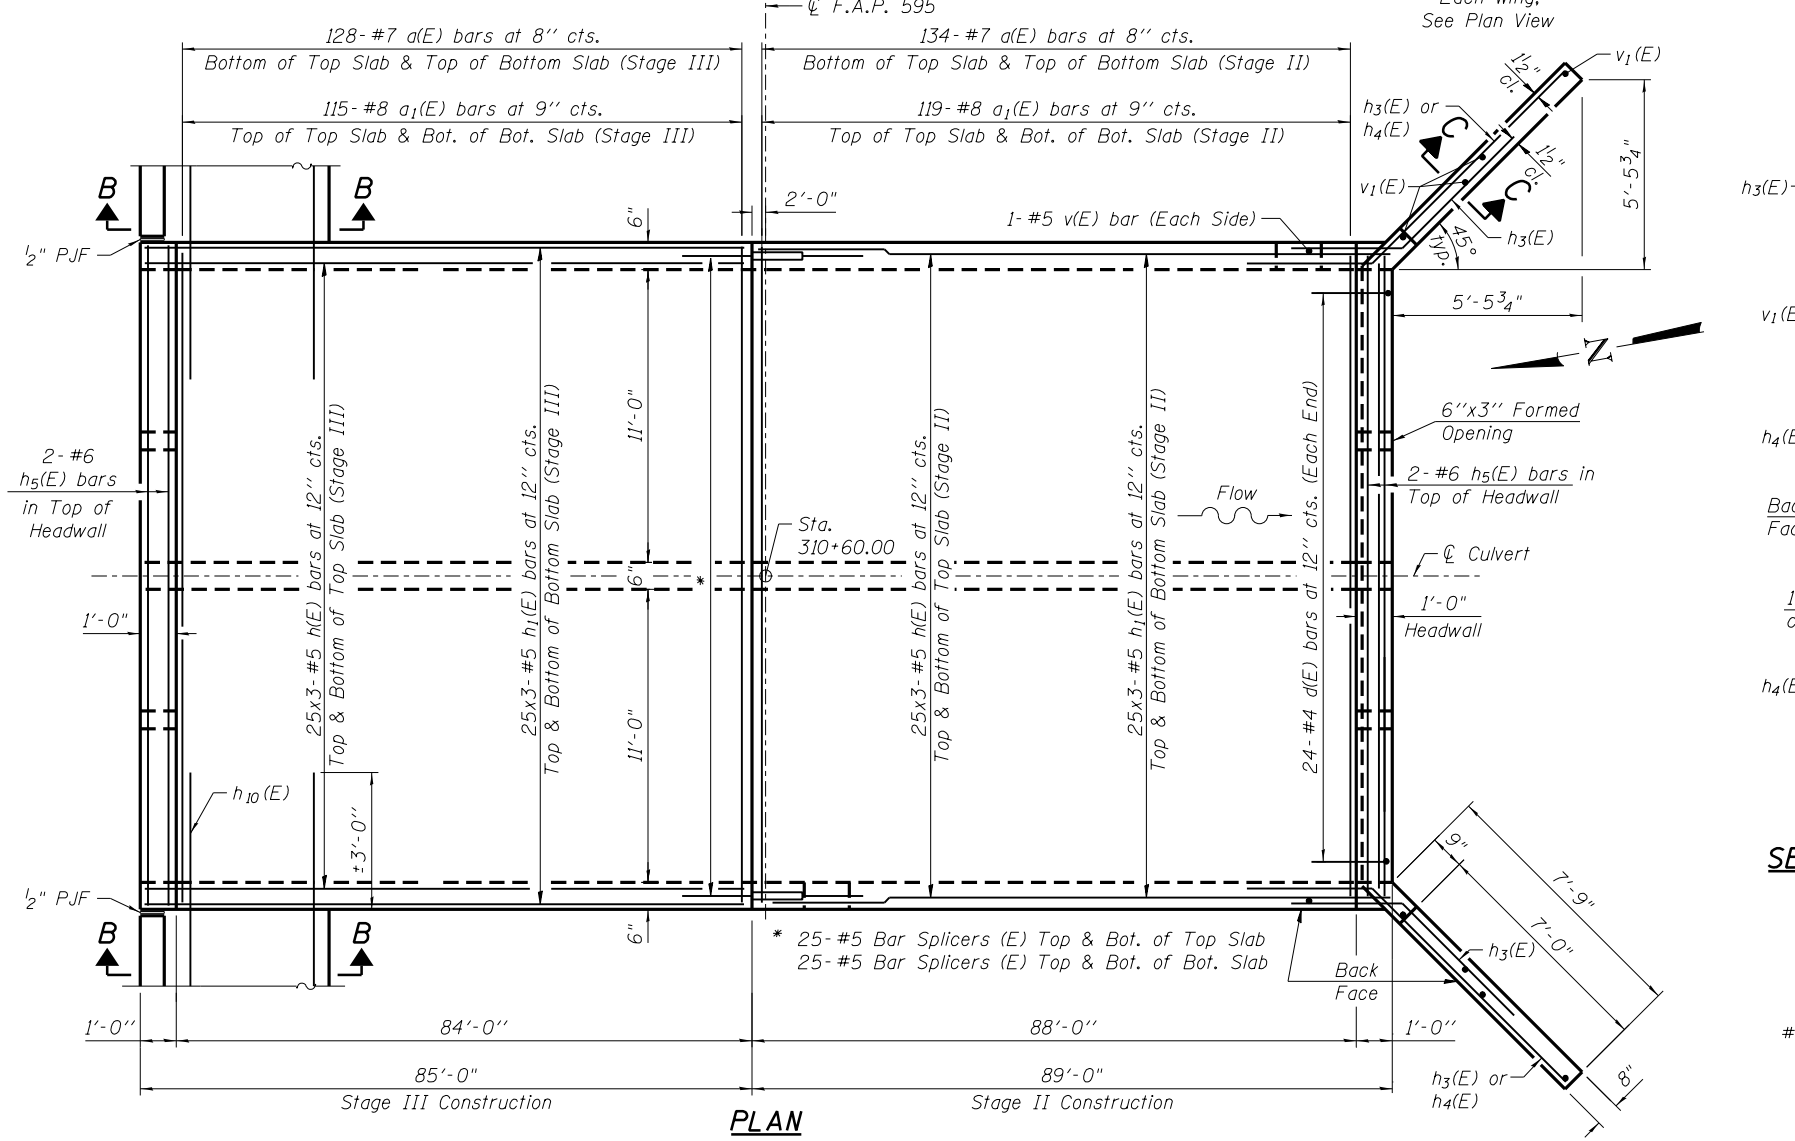 ℄ F.A.P. 595
Each Wing,
See Plan View
128-#7 a(E) bars at 8'' cts.
Bottom of Top Slab & Top of Bottom Slab (Stage III)
134-#7 a(E) bars at 8'' cts.
Bottom of Top Slab & Top of Bottom Slab (Stage II)
115-#8 a₁(E) bars at 9'' cts.
Top of Top Slab & Bot. of Bot. Slab (Stage III)
119-#8 a₁(E) bars at 9'' cts.
Top of Top Slab & Bot. of Bot. Slab (Stage II)
v₁(E)
1½"
cl.
h₃(E) or
h₄(E)
C
C
1½"
cl.
v₁(E)
h₃(E)
45°
typ.
5'-5¾"
5'-5¾"
h₃(E)
B
B
½" PJF
6"
2'-0"
1-#5 v(E) bar (Each Side)
N
v₁(E
2-#6
h₅(E) bars
in Top of
Headwall
25x3-#5 h(E) bars at 12'' cts.
Top & Bottom of Top Slab (Stage III)
25x3-#5 h₁(E) bars at 12'' cts.
Top & Bottom of Bottom Slab (Stage III)
11'-0"
6"
11'-0"
*
Sta.
310+60.00
25x3-#5 h(E) bars at 12'' cts.
Top & Bottom of Top Slab (Stage II)
25x3-#5 h₁(E) bars at 12'' cts.
Top & Bottom of Bottom Slab (Stage II)
Flow
24-#4 d(E) bars at 12'' cts. (Each End)
6''x3'' Formed
Opening
2-#6 h₅(E) bars in
Top of Headwall
℄ Culvert
1'-0"
Headwall
h₄(E
Fac
h₄(E
1'-0"
h₁₀(E)
±3'-0''
½" PJF
B
B
6"
* 25-#5 Bar Splicers (E) Top & Bot. of Top Slab
25-#5 Bar Splicers (E) Top & Bot. of Bot. Slab
Back
Face
9"
7'-9"
7'-0"
h₃(E)
8"
h₃(E) or
h₄(E)
#
1'-0''
84'-0''
88'-0''
1'-0''
85'-0"
Stage III Construction
89'-0"
Stage II Construction
PLAN